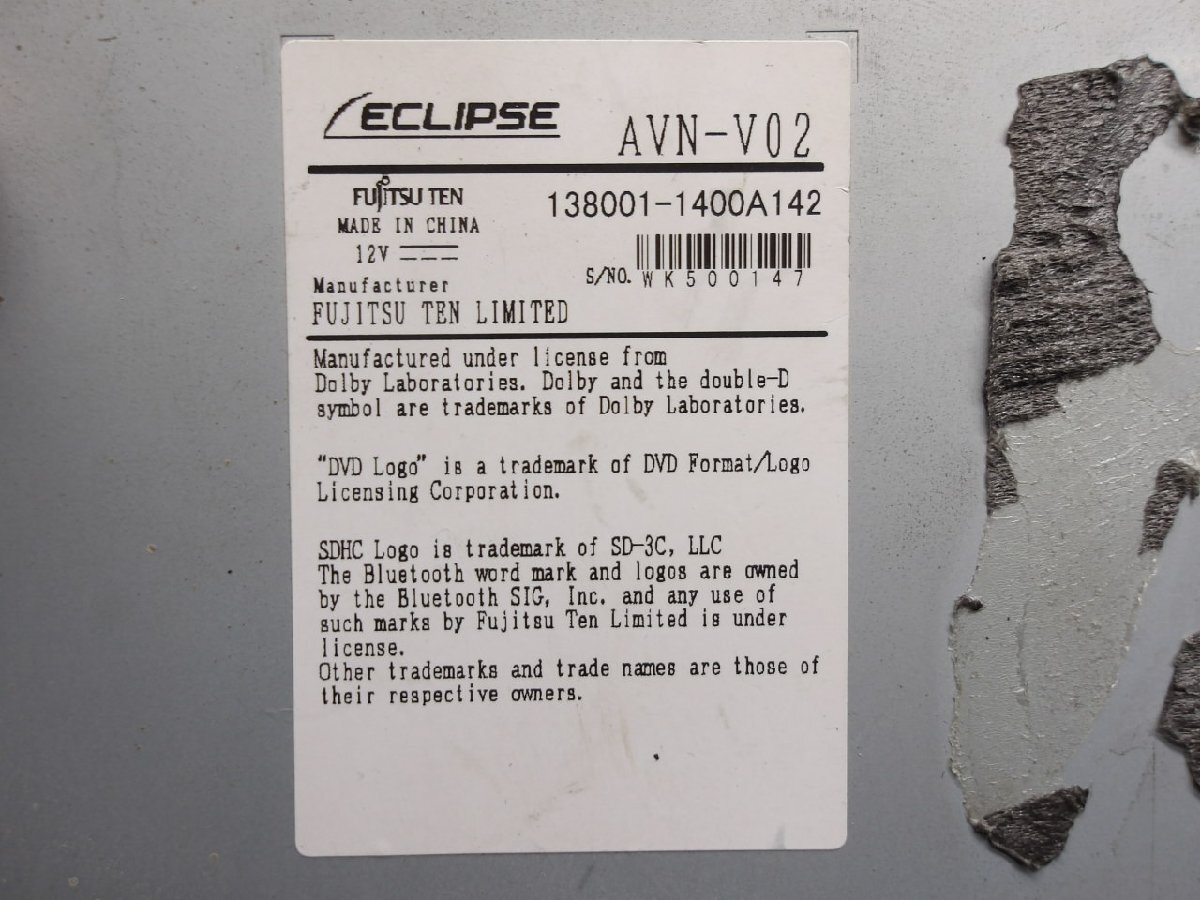 ECLIPSE AVN-V02
FUJITSU TEN 138001-1400A142
MADE IN CHINA
12V
S/NO. WK500147
Manufacturer
FUJITSU TEN LIMITED
Manufactured under license from
Dolby Laboratories. Dolby and the double-D
symbol are trademarks of Dolby Laboratories.
“DVD Logo” is a trademark of DVD Format/Logo
Licensing Corporation.
SDHC Logo is trademark of SD-3C, LLC
The Bluetooth word mark and logos are owned
by the Bluetooth SIG, Inc. and any use of
such marks by Fujitsu Ten Limited is under
license.
Other trademarks and trade names are those of
their respective owners.